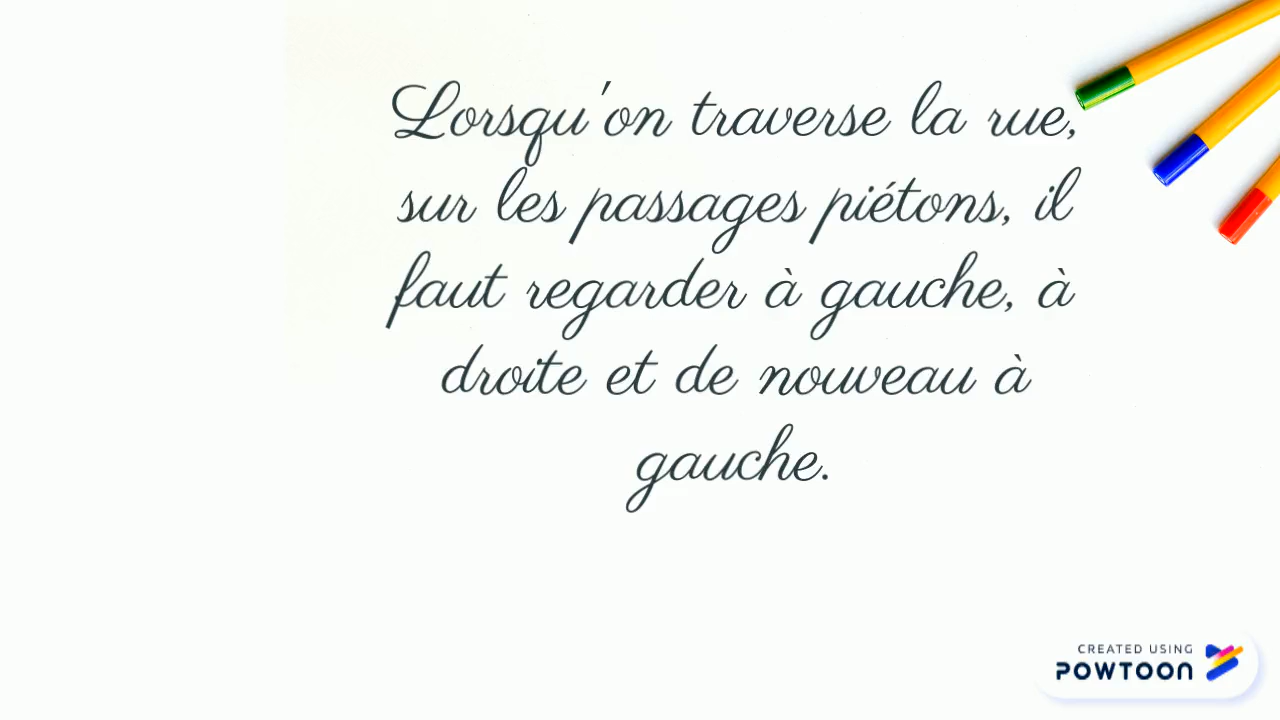 Lorsqu'on traverse la rue,
sur les passages piétons, il
faut regarder à gauche, à
droite et de nouveau à
gauche.
CREATED USING
POWTOON